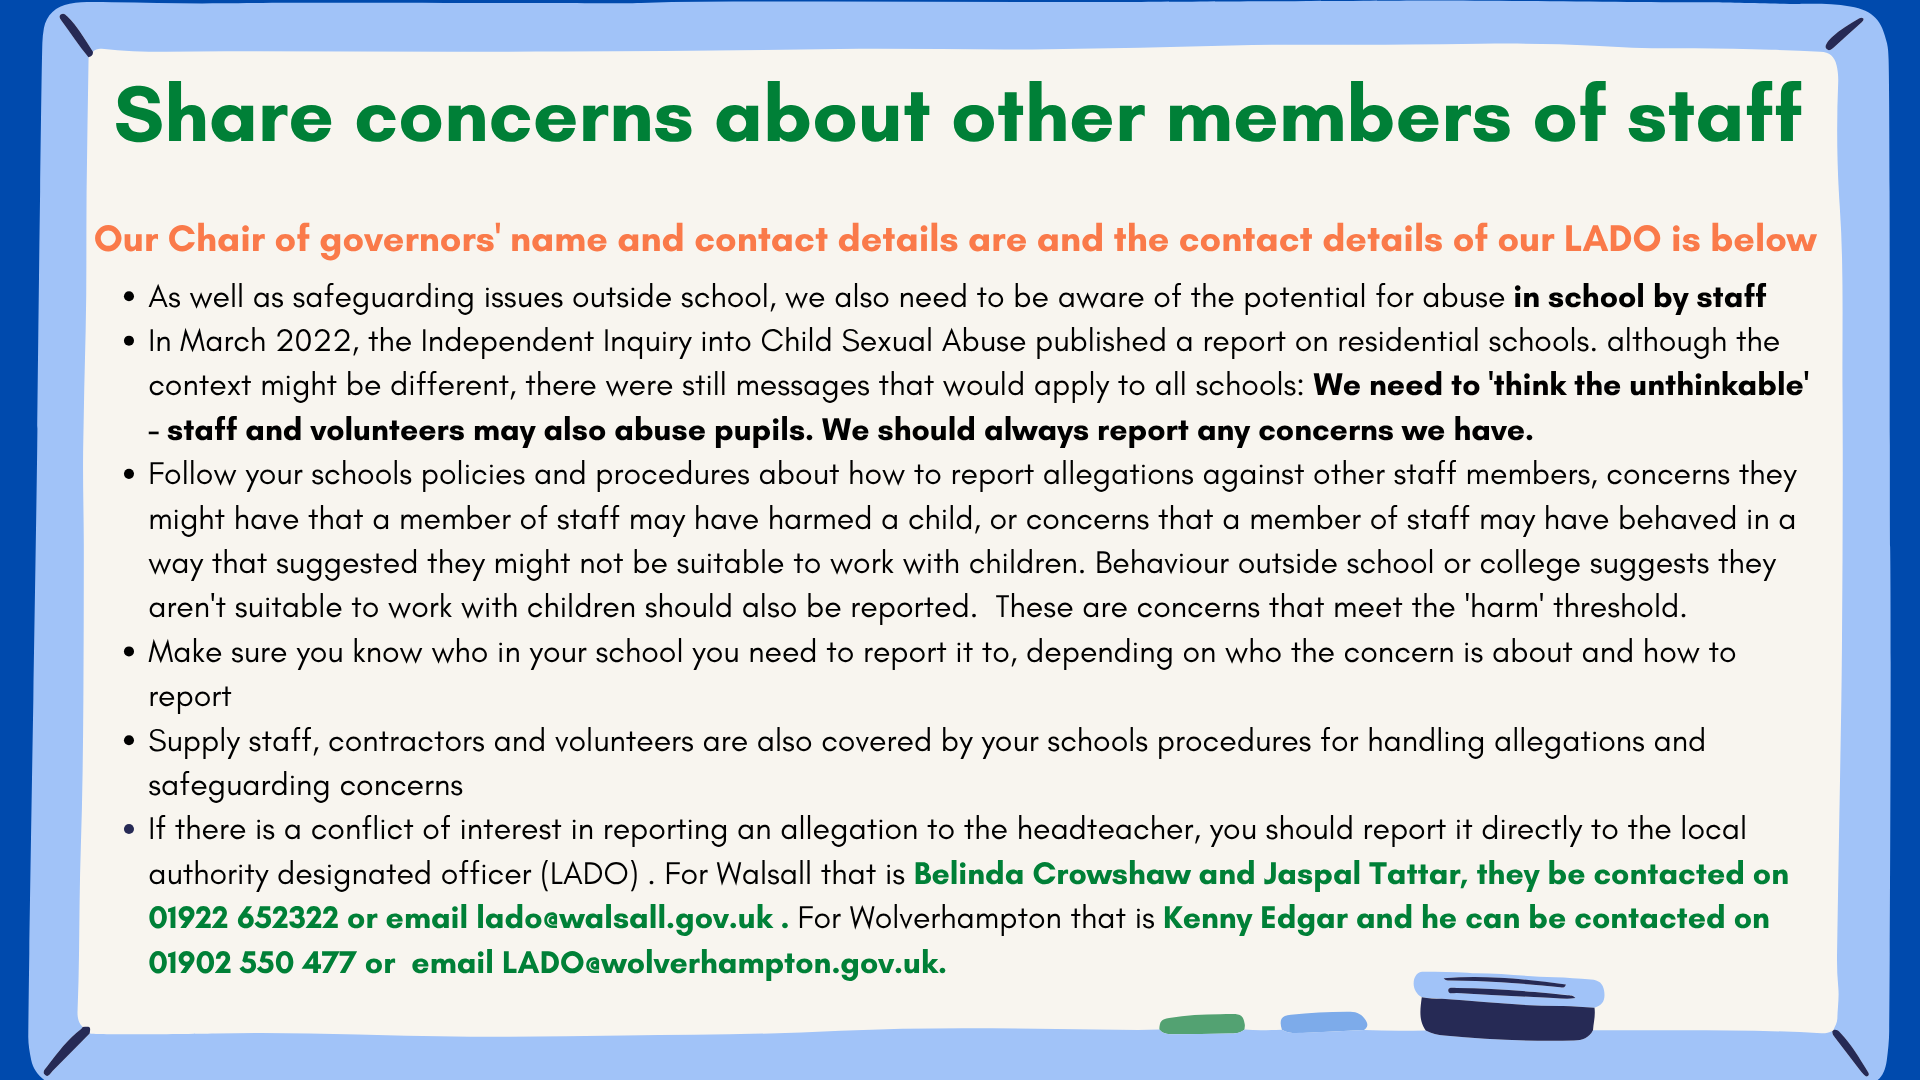 Share concerns about other members of staff
Our Chair of governors' name and contact details are and the contact details of our LADO is below
• As well as safeguarding issues outside school, we also need to be aware of the potential for abuse in school by staff
• In March 2022, the Independent Inquiry into Child Sexual Abuse published a report on residential schools. although the
context might be different, there were still messages that would apply to all schools: We need to 'think the unthinkable'
- staff and volunteers may also abuse pupils. We should always report any concerns we have.
• Follow your schools policies and procedures about how to report allegations against other staff members, concerns they
might have that a member of staff may have harmed a child, or concerns that a member of staff may have behaved in a
way that suggested they might not be suitable to work with children. Behaviour outside school or college suggests they
aren't suitable to work with children should also be reported.  These are concerns that meet the 'harm' threshold.
• Make sure you know who in your school you need to report it to, depending on who the concern is about and how to
report
• Supply staff, contractors and volunteers are also covered by your schools procedures for handling allegations and
safeguarding concerns
• If there is a conflict of interest in reporting an allegation to the headteacher, you should report it directly to the local
authority designated officer (LADO) . For Walsall that is Belinda Crowshaw and Jaspal Tattar, they be contacted on
01922 652322 or email lado@walsall.gov.uk . For Wolverhampton that is Kenny Edgar and he can be contacted on
01902 550 477 or  email LADO@wolverhampton.gov.uk.